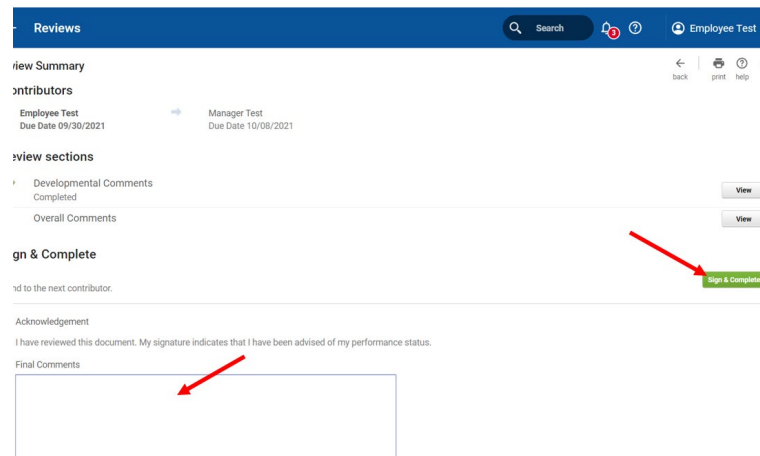 Reviews
Search
3
Employee Test
view Summary
back
print
help
ontributors
Employee Test
Manager Test
Due Date 09/30/2021
Due Date 10/08/2021
eview sections
Developmental Comments
Completed
View
Overall Comments
View
gn & Complete
Sign & Complete
nd to the next contributor.
Acknowledgement
I have reviewed this document. My signature indicates that I have been advised of my performance status.
Final Comments